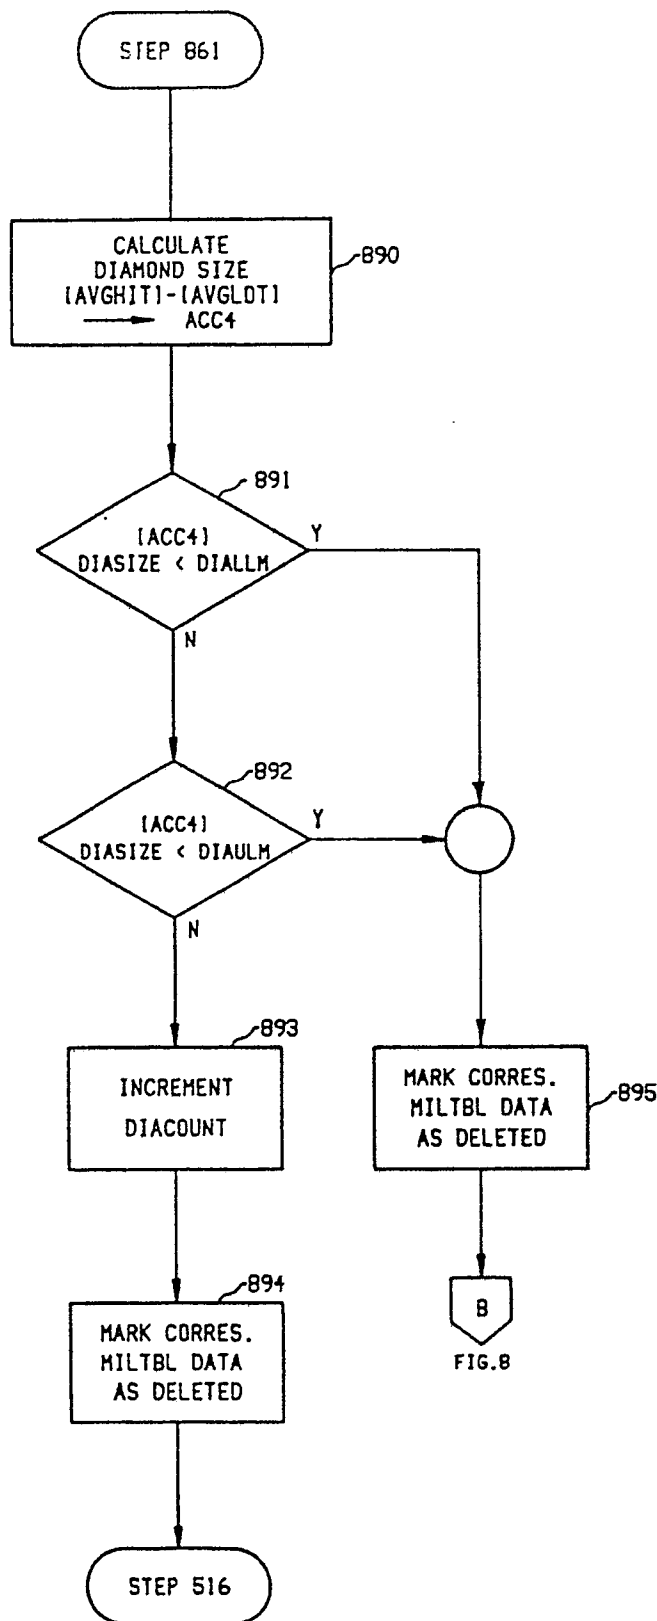 STEP 861
CALCULATE
DIAMOND SIZE
[AVGHIT]-[AVGLOT]
ACC4
890
891
[ACC4]
DIASIZE < DIALLM
Y
N
892
[ACC4]
DIASIZE < DIAULM
Y
N
893
INCREMENT
DIACOUNT
MARK CORRES.
MILTBL DATA
AS DELETED
895
894
MARK CORRES.
MILTBL DATA
AS DELETED
B
FIG.8
STEP 516